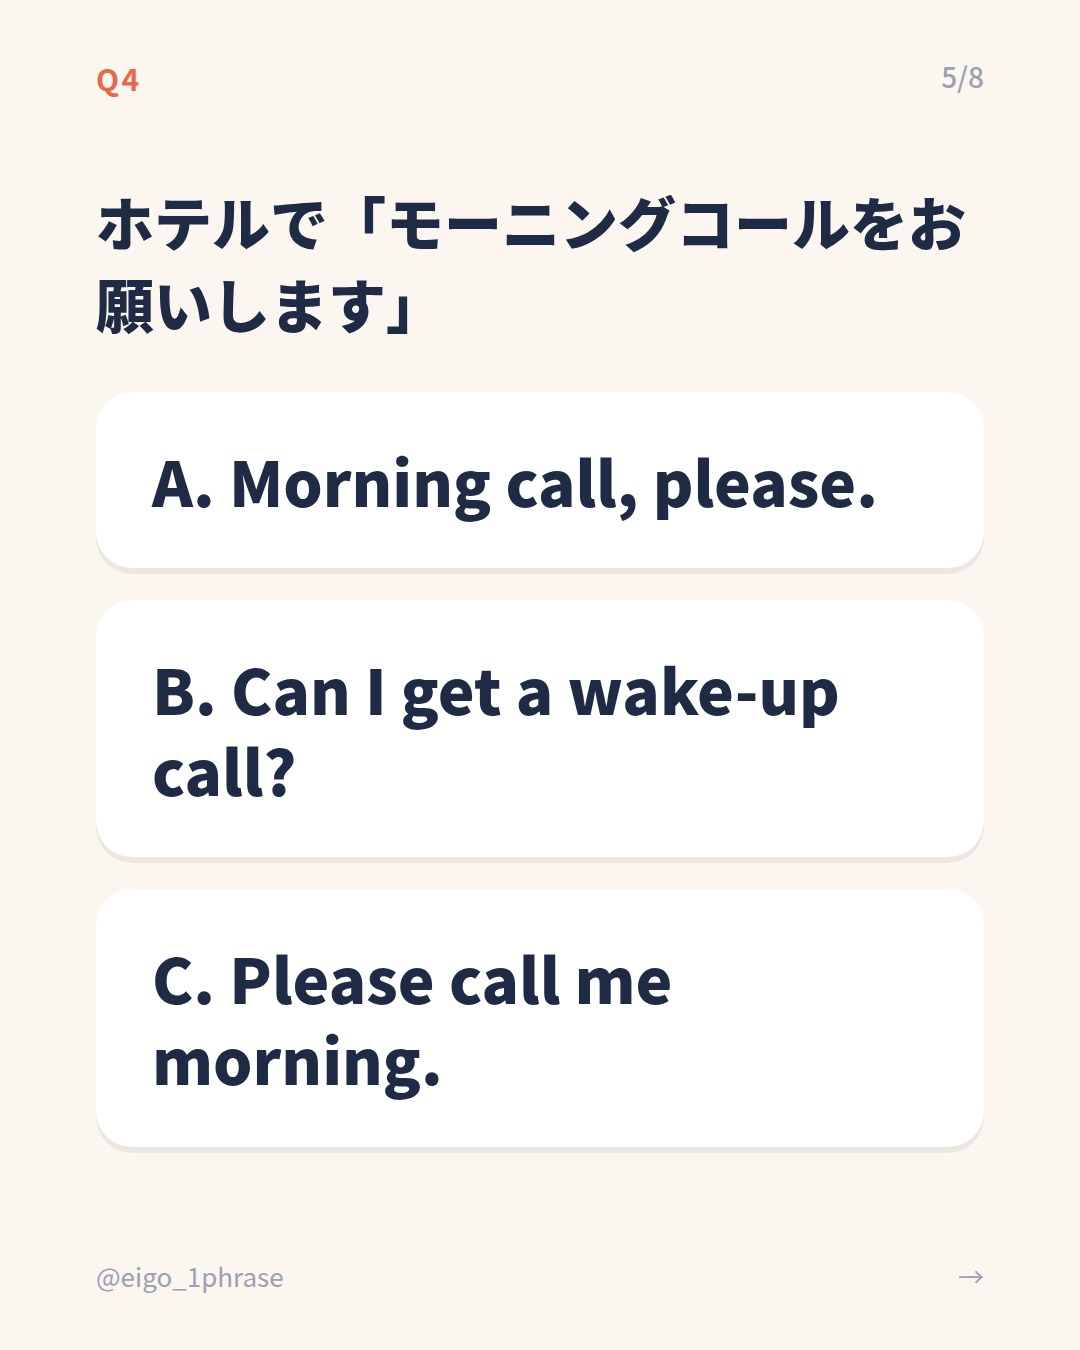 Q4
5/8
ホテルで「モーニングコールをお
願いします」
A. Morning call, please.
B. Can I get a wake-up
call?
C. Please call me
morning.
@eigo_1phrase
→